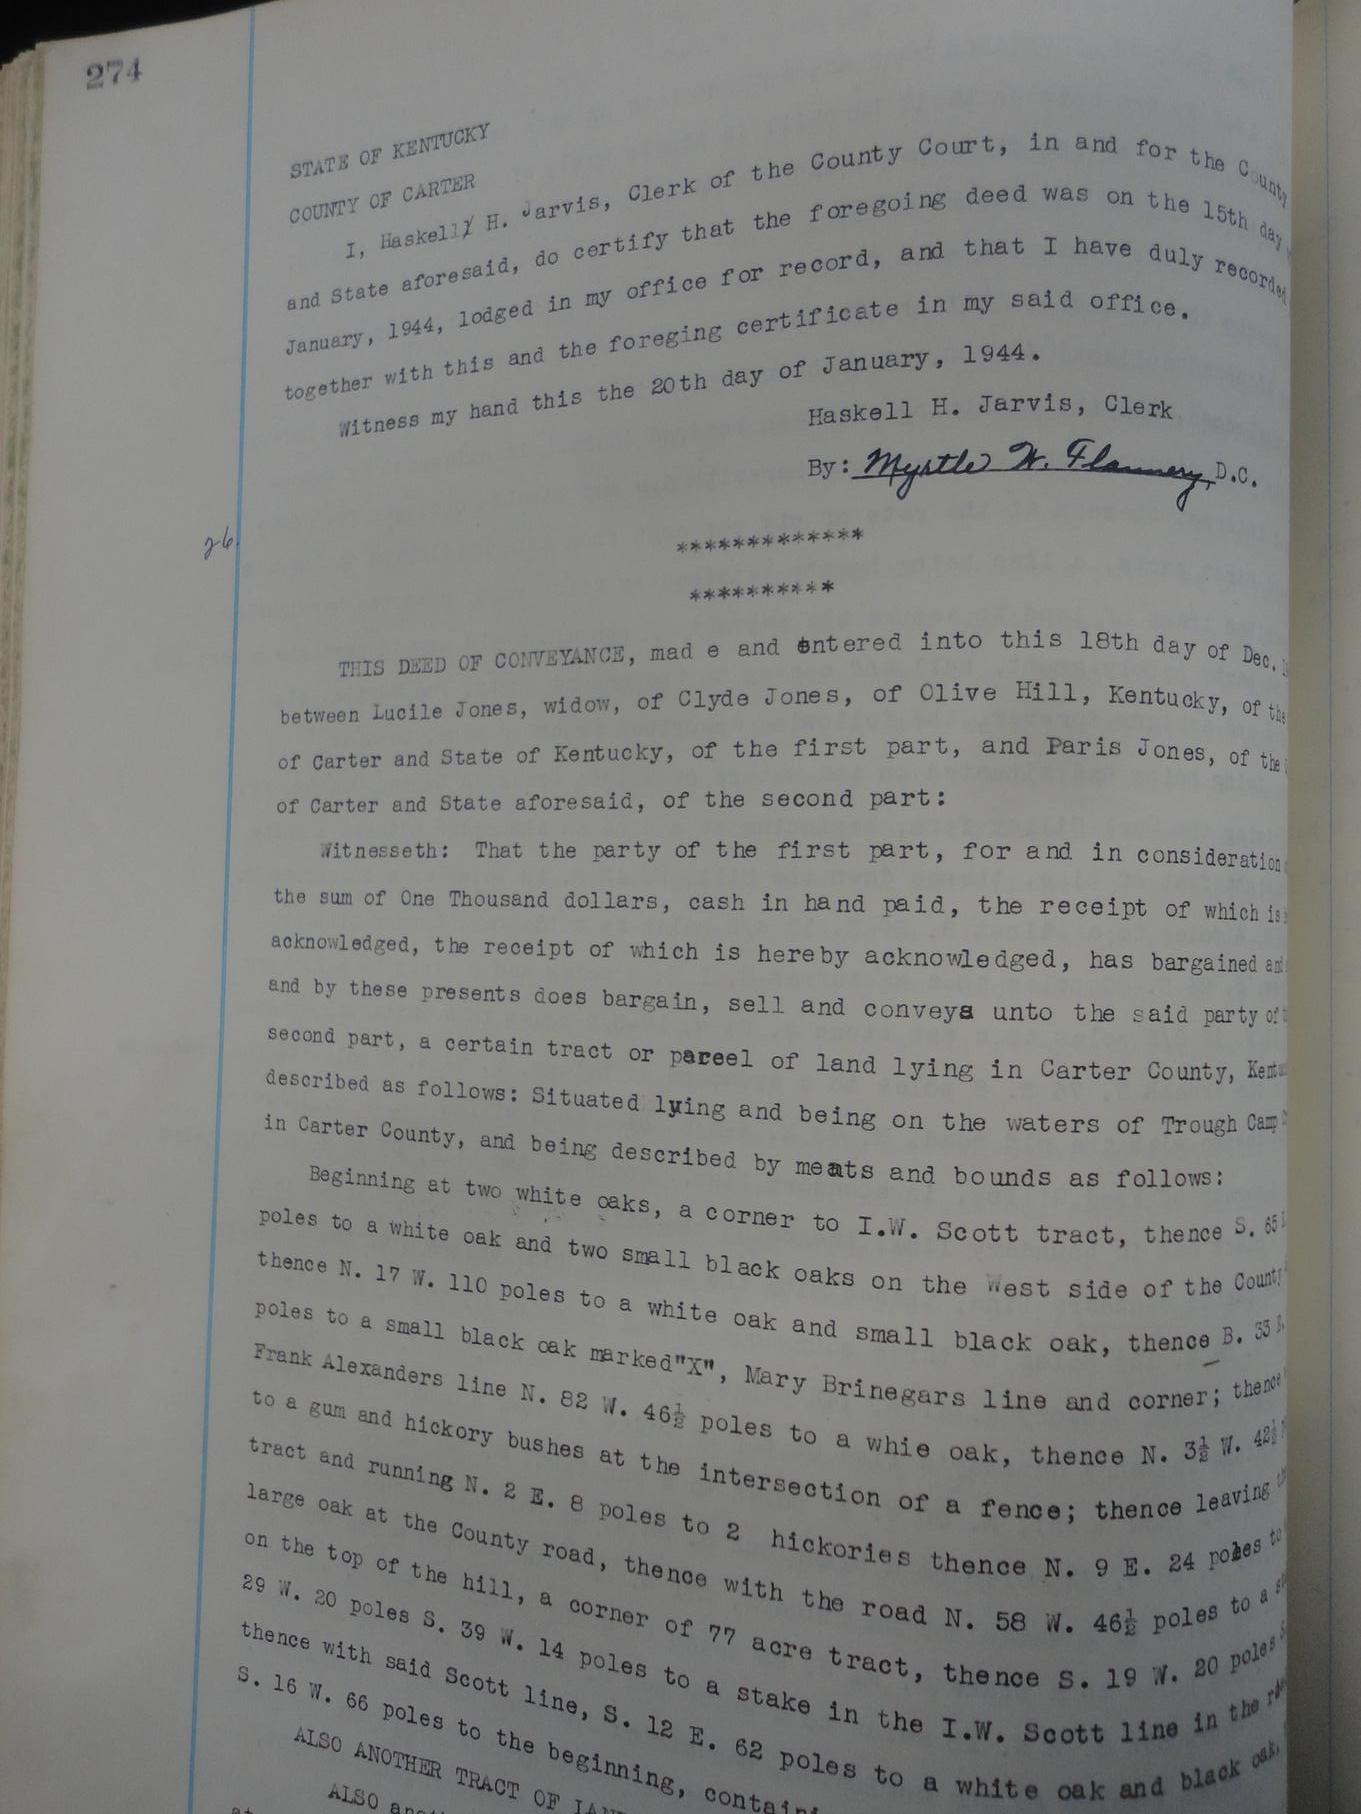 274
STATE OF KENTUCKY
COUNTY OF CARTER
I, Haskell H. Jarvis, Clerk of the County Court, in and for the County
and State aforesaid, do certify that the foregoing deed was on the 15th day
January, 1944, lodged in my office for record, and that I have duly recorded
together with this and the foreging certificate in my said office.
Witness my hand this the 20th day of January, 1944.
Haskell H. Jarvis, Clerk
By: Myrtle W. Flannery, D.C.
26.
*************
**********
THIS DEED OF CONVEYANCE, mad e and entered into this 18th day of Dec.
between Lucile Jones, widow, of Clyde Jones, of Olive Hill, Kentucky, of the
of Carter and State of Kentucky, of the first part, and Paris Jones, of the
of Carter and State aforesaid, of the second part:
Witnesseth: That the party of the first part, for and in consideration
the sum of One Thousand dollars, cash in hand paid, the receipt of which is
acknowledged, the receipt of which is hereby acknowledged, has bargained and
and by these presents does bargain, sell and conveys unto the said party of
second part, a certain tract or parcel of land lying in Carter County,
described as follows: Situated lying and being on the waters of Trough Camp
in Carter County, and being described by meats and bounds as follows:
Beginning at two white oaks, a corner to I.W. Scott tract, thence S. 65
poles to a white oak and two small black oaks on the West side of the County
thence N. 17 W. 110 poles to a white oak and small black oak, thence B. 33
poles to a small black oak marked"X", Mary Brinegars line and corner; thence
Frank Alexanders line N. 82 W. 46½ poles to a whie oak, thence N. 3½ W. 42½
to a gum and hickory bushes at the intersection of a fence; thence leaving
tract and running N. 2 E. 8 poles to 2 hickories thence N. 9 E. 24 poles to
large oak at the County road, thence with the road N. 58 W. 46½ poles to a
on the top of the hill, a corner of 77 acre tract, thence S. 19 W. 20 poles
29 W. 20 poles S. 39 W. 14 poles to a stake in the I.W. Scott line in the
thence with said Scott line, S. 12 E. 62 poles to a white oak and black oak,
S. 16 W. 66 poles to the beginning,
ALSO ANOTHER TRACT OF
ALSO